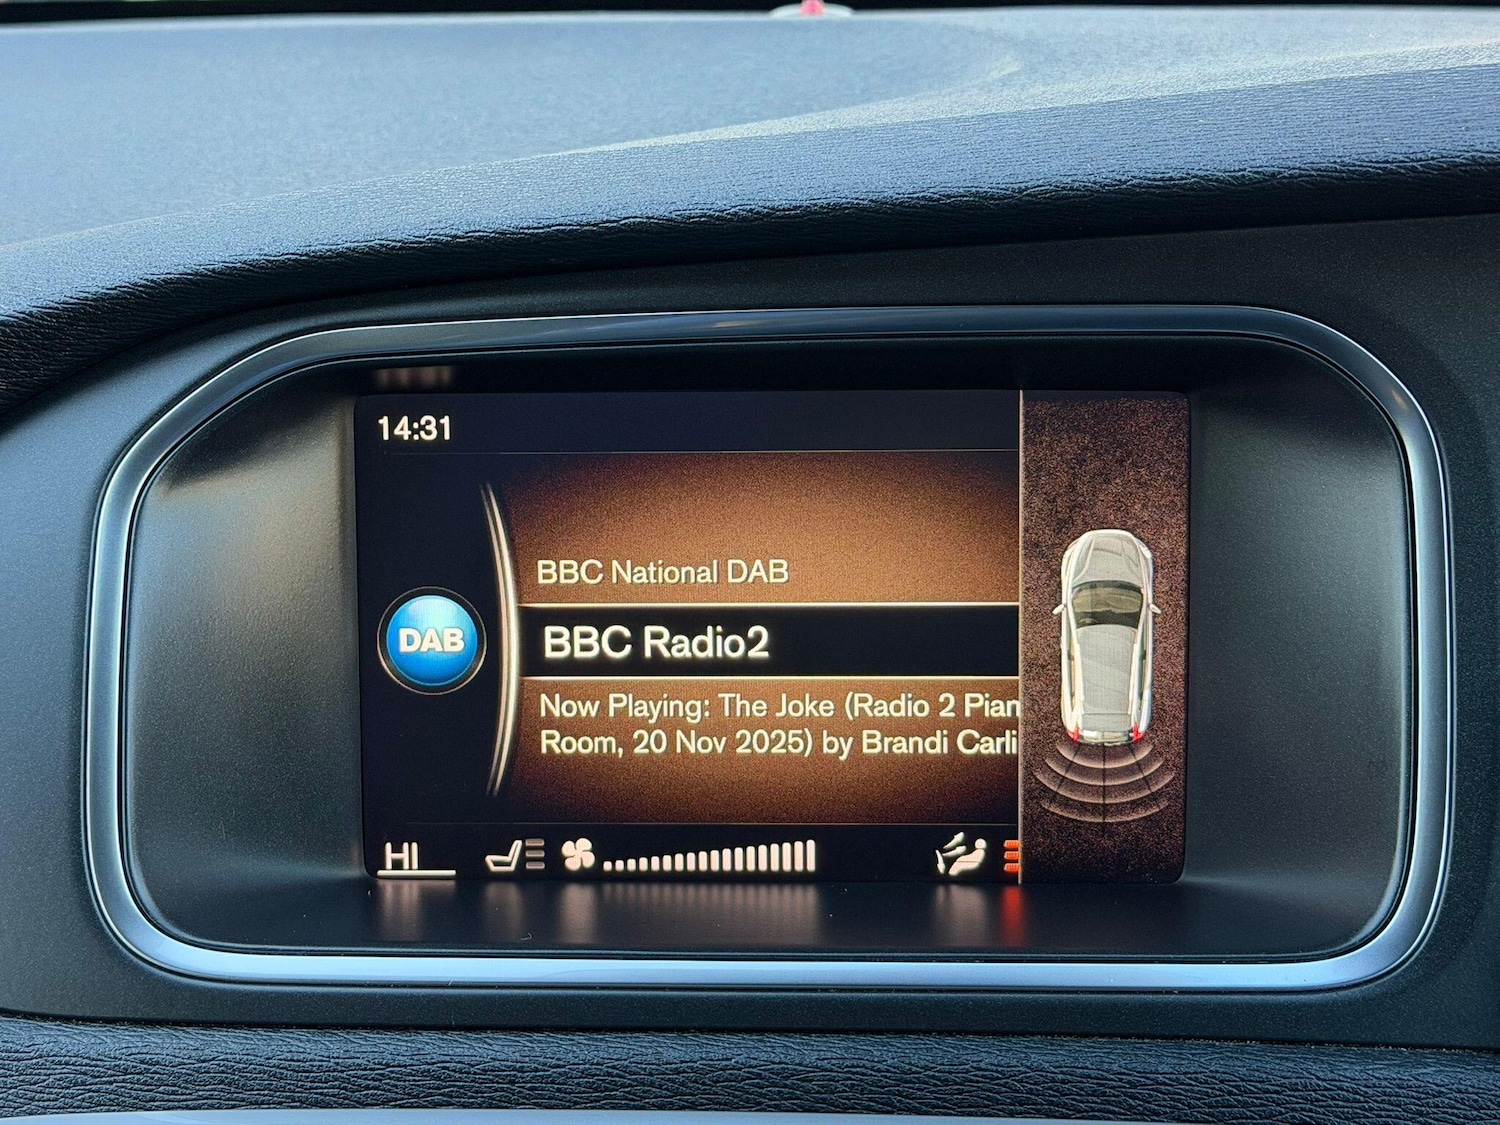 14:31
BBC National DAB
DAB
BBC Radio2
Now Playing: The Joke (Radio 2 Pian
Room, 20 Nov 2025) by Brandi Carli
HI